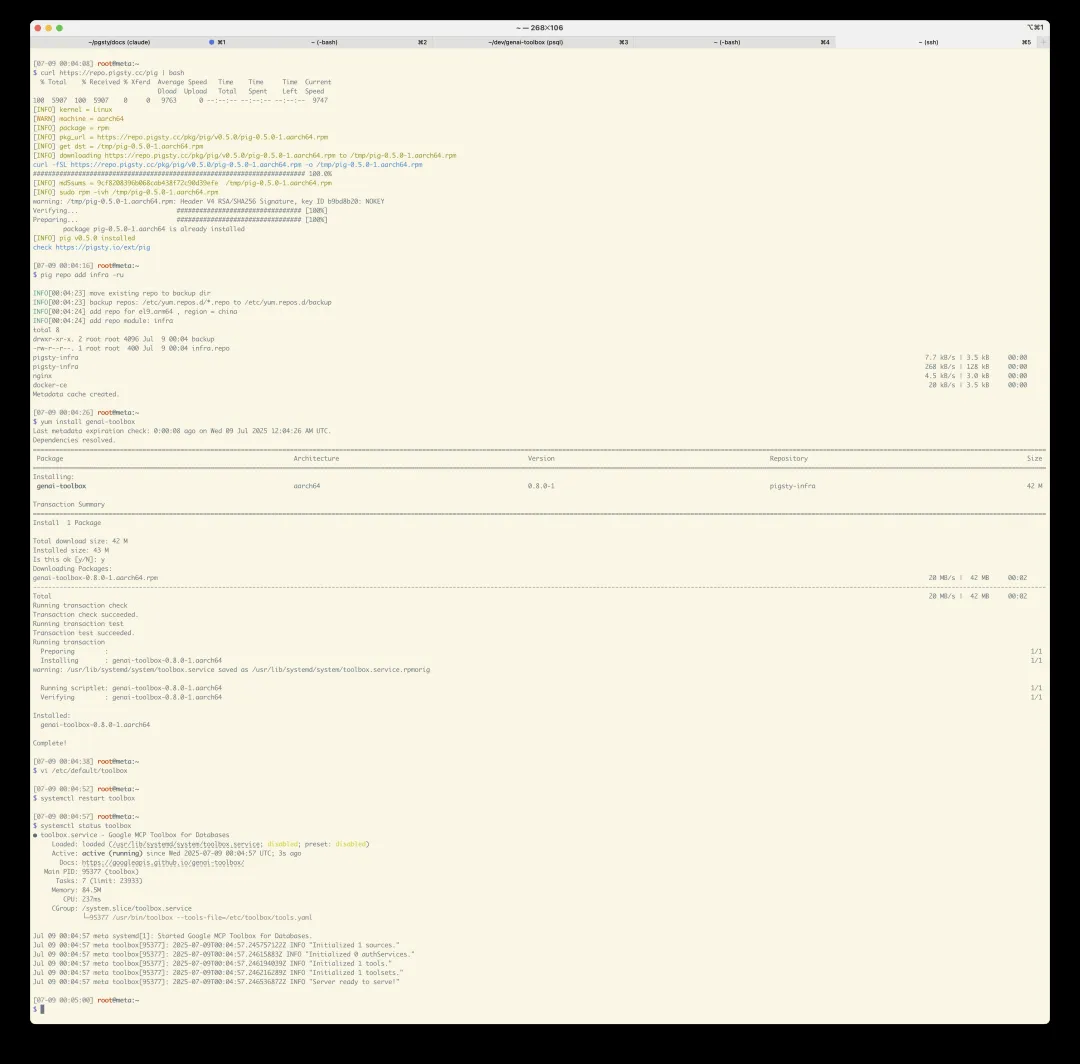 ~ — 268×106 ⌥⌘1
~/pgsty/docs (claude) ⌘1 ~ (-bash) ⌘2 ~/dev/genai-toolbox (psql) ⌘3 ~ (-bash) ⌘4 ~ (ssh) ⌘5 +
[07-09 00:04:08] root@meta:~
$ curl https://repo.pigsty.cc/pig | bash
% Total % Received % Xferd Average Speed Time Time Time Current
Dload Upload Total Spent Left Speed
100 5907 100 5907 0 0 9763 0 --:--:-- --:--:-- --:--:-- 9747
[INFO] kernel = Linux
[WARN] machine = aarch64
[INFO] package = rpm
[INFO] pkg_url = https://repo.pigsty.cc/pkg/pig/v0.5.0/pig-0.5.0-1.aarch64.rpm
[INFO] get dst = /tmp/pig-0.5.0-1.aarch64.rpm
[INFO] downloading https://repo.pigsty.cc/pkg/pig/v0.5.0/pig-0.5.0-1.aarch64.rpm to /tmp/pig-0.5.0-1.aarch64.rpm
curl -fSL https://repo.pigsty.cc/pkg/pig/v0.5.0/pig-0.5.0-1.aarch64.rpm -o /tmp/pig-0.5.0-1.aarch64.rpm
######################################################################## 100.0%
[INFO] md5sums = /tmp/pig-0.5.0-1.aarch64.rpm
[INFO] sudo rpm -ivh /tmp/pig-0.5.0-1.aarch64.rpm
warning: /tmp/pig-0.5.0-1.aarch64.rpm: Header V4 RSA/SHA256 Signature, key ID b9bd8b20: NOKEY
Verifying... ################################# [100%]
Preparing... ################################# [100%]
package pig-0.5.0-1.aarch64 is already installed
[INFO] pig v0.5.0 installed
check https://pigsty.io/ext/pig
[07-09 00:04:16] root@meta:~
$ pig repo add infra -ru
INFO[00:04:23] move existing repo to backup dir
INFO[00:04:23] backup repos: /etc/yum.repos.d/*.repo to /etc/yum.repos.d/backup
INFO[00:04:24] add repo for el9.arm64 , region = china
INFO[00:04:24] add repo module: infra
total 8
drwxr-xr-x. 2 root root 4096 Jul 9 00:04 backup
-rw-r--r--. 1 root root 400 Jul 9 00:04 infra.repo
pigsty-infra 7.7 kB/s | 3.5 kB 00:00
pigsty-infra 268 kB/s | 128 kB 00:00
nginx 4.5 kB/s | 3.0 kB 00:00
docker-ce 20 kB/s | 3.5 kB 00:00
Metadata cache created.
[07-09 00:04:26] root@meta:~
$ yum install genai-toolbox
Last metadata expiration check: 0:00:08 ago on Wed 09 Jul 2025 12:04:26 AM UTC.
Dependencies resolved.
Package Architecture Version Repository Size
Installing:
genai-toolbox aarch64 0.8.0-1 pigsty-infra 42 M
Transaction Summary
Install 1 Package
Total download size: 42 M
Installed size: 43 M
Is this ok [y/N]: y
Downloading Packages:
genai-toolbox-0.8.0-1.aarch64.rpm 20 MB/s | 42 MB 00:02
Total 20 MB/s | 42 MB 00:02
Running transaction check
Transaction check succeeded.
Running transaction test
Transaction test succeeded.
Running transaction
Preparing : 1/1
Installing : genai-toolbox-0.8.0-1.aarch64 1/1
warning: /usr/lib/systemd/system/toolbox.service saved as /usr/lib/systemd/system/toolbox.service.rpmorig
Running scriptlet: genai-toolbox-0.8.0-1.aarch64 1/1
Verifying : genai-toolbox-0.8.0-1.aarch64 1/1
Installed:
genai-toolbox-0.8.0-1.aarch64
Complete!
[07-09 00:04:38] root@meta:~
$ vi /etc/default/toolbox
[07-09 00:04:52] root@meta:~
$ systemctl restart toolbox
[07-09 00:04:57] root@meta:~
$ systemctl status toolbox
● toolbox.service - Google MCP Toolbox for Databases
Loaded: loaded (/usr/lib/systemd/system/toolbox.service; disabled; preset: disabled)
Active: active (running) since Wed 2025-07-09 00:04:57 UTC; 3s ago
Docs: https://googleapis.github.io/genai-toolbox/
Main PID: 95377 (toolbox)
Tasks: 7 (limit: 23933)
Memory: 84.5M
CPU: 237ms
CGroup: /system.slice/toolbox.service
└─95377 /usr/bin/toolbox --tools-file=/etc/toolbox/tools.yaml
Jul 09 00:04:57 meta systemd[1]: Started Google MCP Toolbox for Databases.
Jul 09 00:04:57 meta toolbox[95377]: 2025-07-09T00:04:57.245757122Z INFO "Initialized 1 sources."
Jul 09 00:04:57 meta toolbox[95377]: 2025-07-09T00:04:57.24615883Z INFO "Initialized 0 authServices."
Jul 09 00:04:57 meta toolbox[95377]: 2025-07-09T00:04:57.246194039Z INFO "Initialized 1 tools."
Jul 09 00:04:57 meta toolbox[95377]: 2025-07-09T00:04:57.246216289Z INFO "Initialized 1 toolsets."
Jul 09 00:04:57 meta toolbox[95377]: 2025-07-09T00:04:57.246536872Z INFO "Server ready to serve!"
[07-09 00:05:00] root@meta:~
$